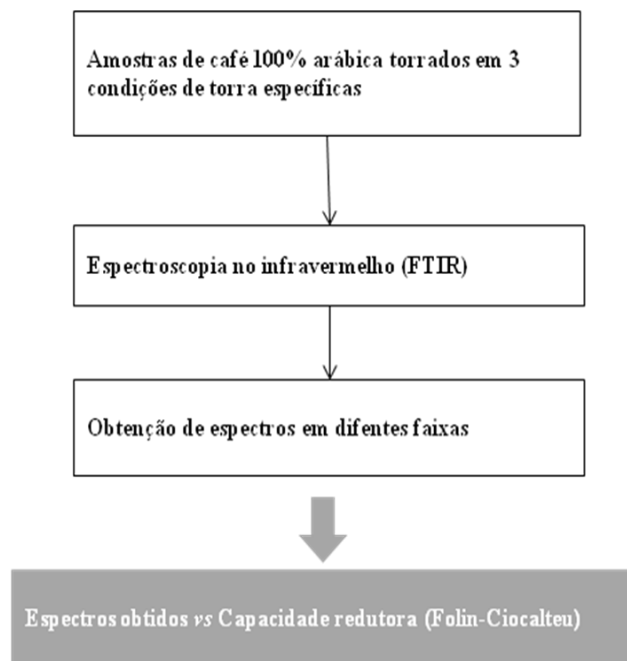 Amostras de café 100% arábica torrados em 3
condições de torra específicas
Espectroscopia no infravermelho (FTIR)
Obtenção de espectros em difentes faixas
Espectros obtidos vs Capacidade redutora (Folin-Ciocalteu)